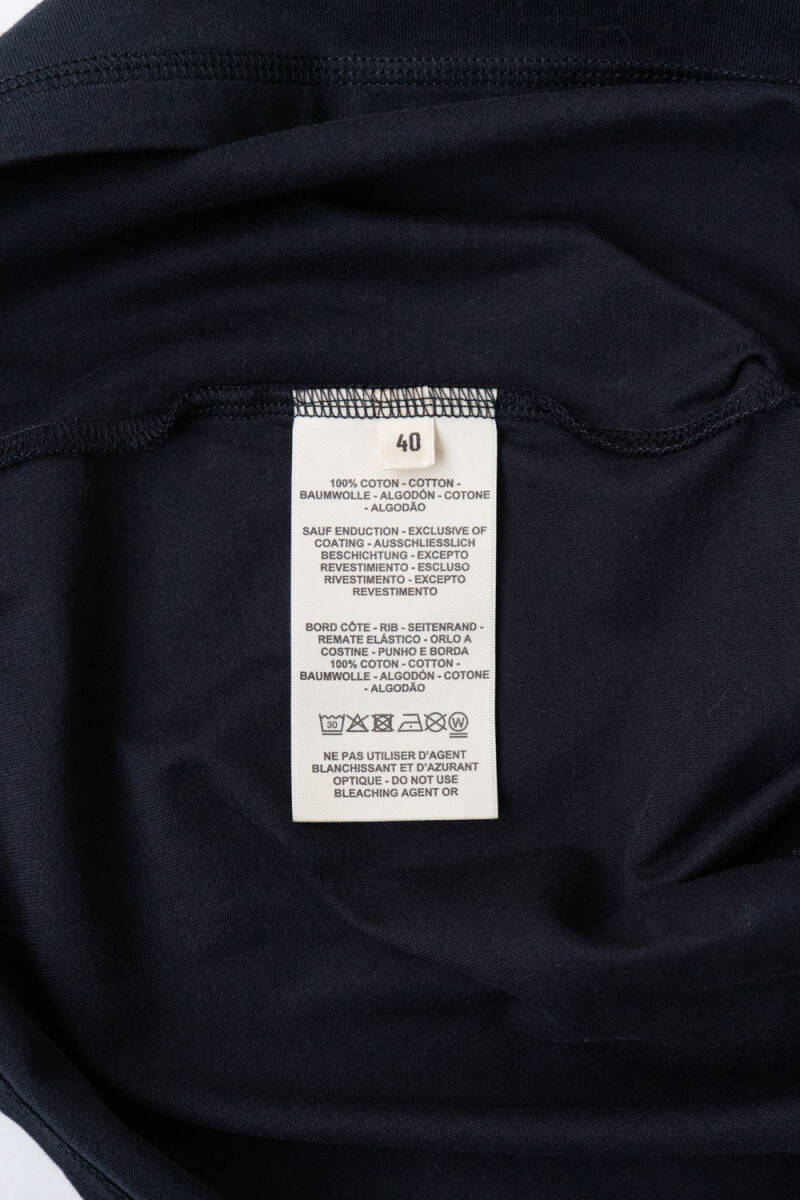 40
100% COTON - COTTON -
BAUMWOLLE - ALGODÓN - COTONE
- ALGODÃO
SAUF ENDUCTION - EXCLUSIVE OF
COATING - AUSSCHLIESSLICH
BESCHICHTUNG - EXCEPTO
REVESTIMIENTO - ESCLUSO
RIVESTIMENTO - EXCEPTO
REVESTIMENTO
BORD CÔTE - RIB - SEITENRAND -
REMATE ELÁSTICO - ORLO A
COSTINE - PUNHO E BORDA
100% COTON - COTTON -
BAUMWOLLE - ALGODÓN - COTONE
- ALGODÃO
30 W
NE PAS UTILISER D'AGENT
BLANCHISSANT ET D'AZURANT
OPTIQUE - DO NOT USE
BLEACHING AGENT OR